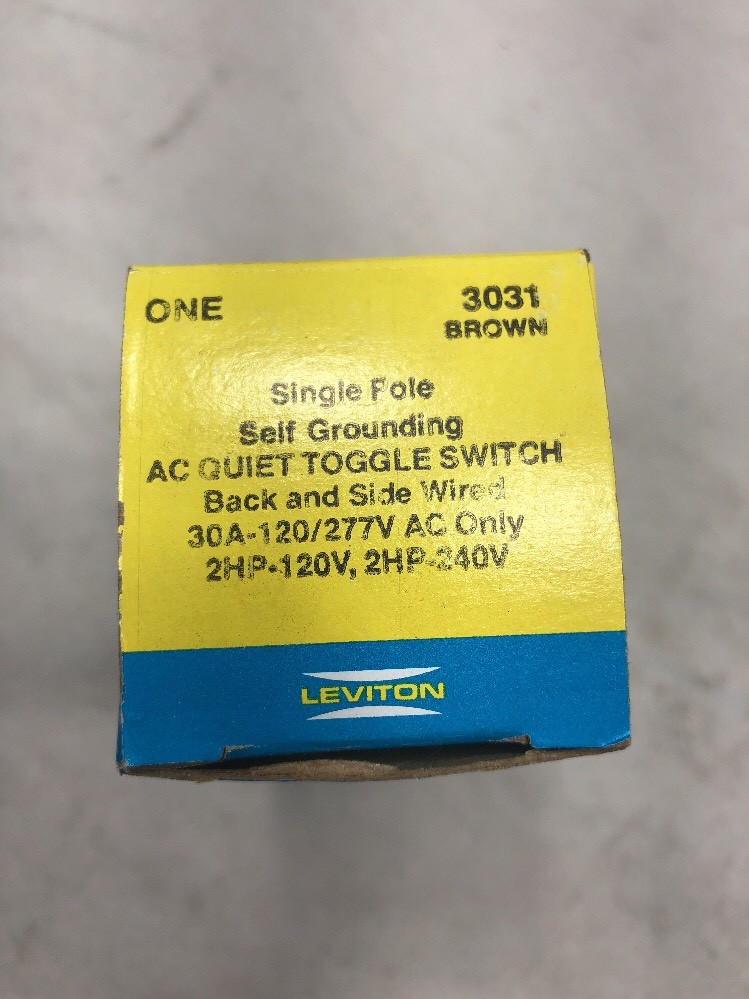 ONE
3031
BROWN
Single Pole
Self Grounding
AC QUIET TOGGLE SWITCH
Back and Side Wired
30A-120/277V AC Only
2HP-120V, 2HP-240V
LEVITON